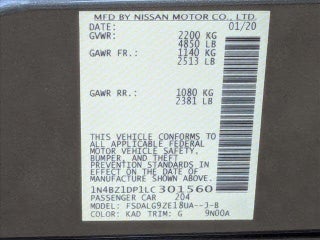 MFD BY NISSAN MOTOR CO., LTD.
DATE: 01/20
GVWR: 2200 KG
4850 LB
GAWR FR.: 1140 KG
2513 LB
GAWR RR.: 1080 KG
2381 LB
THIS VEHICLE CONFORMS TO
ALL APPLICABLE FEDERAL
MOTOR VEHICLE SAFETY,
BUMPER, AND THEFT
PREVENTION STANDARDS IN
EFFECT ON THE DATE OF
MANUFACTURE SHOWN ABOVE.
1N4BZ1DP1LC301560
PASSENGER CAR 204
MODEL: FSDALG9ZE18UA--J-B
COLOR: KAD TRIM: G 9N00A